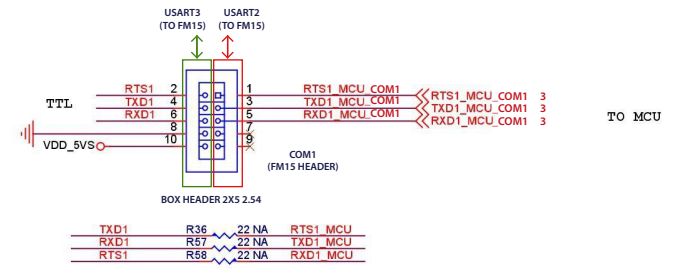 USART3 USART2
(TO FM15) (TO FM15)
RTS1 2 1 RTS1_MCU_COM1 RTS1_MCU_COM1 3
TTL TXD1 4 3 TXD1_MCU_COM1 TXD1_MCU_COM1 3 TO MCU
RXD1 6 5 RXD1_MCU_COM1 RXD1_MCU_COM1 3
8 7
VDD_5VS 10 9
COM1
(FM15 HEADER)
BOX HEADER 2X5 2.54
TXD1 R36 22 NA RTS1_MCU
RXD1 R57 22 NA TXD1_MCU
RTS1 R58 22 NA RXD1_MCU